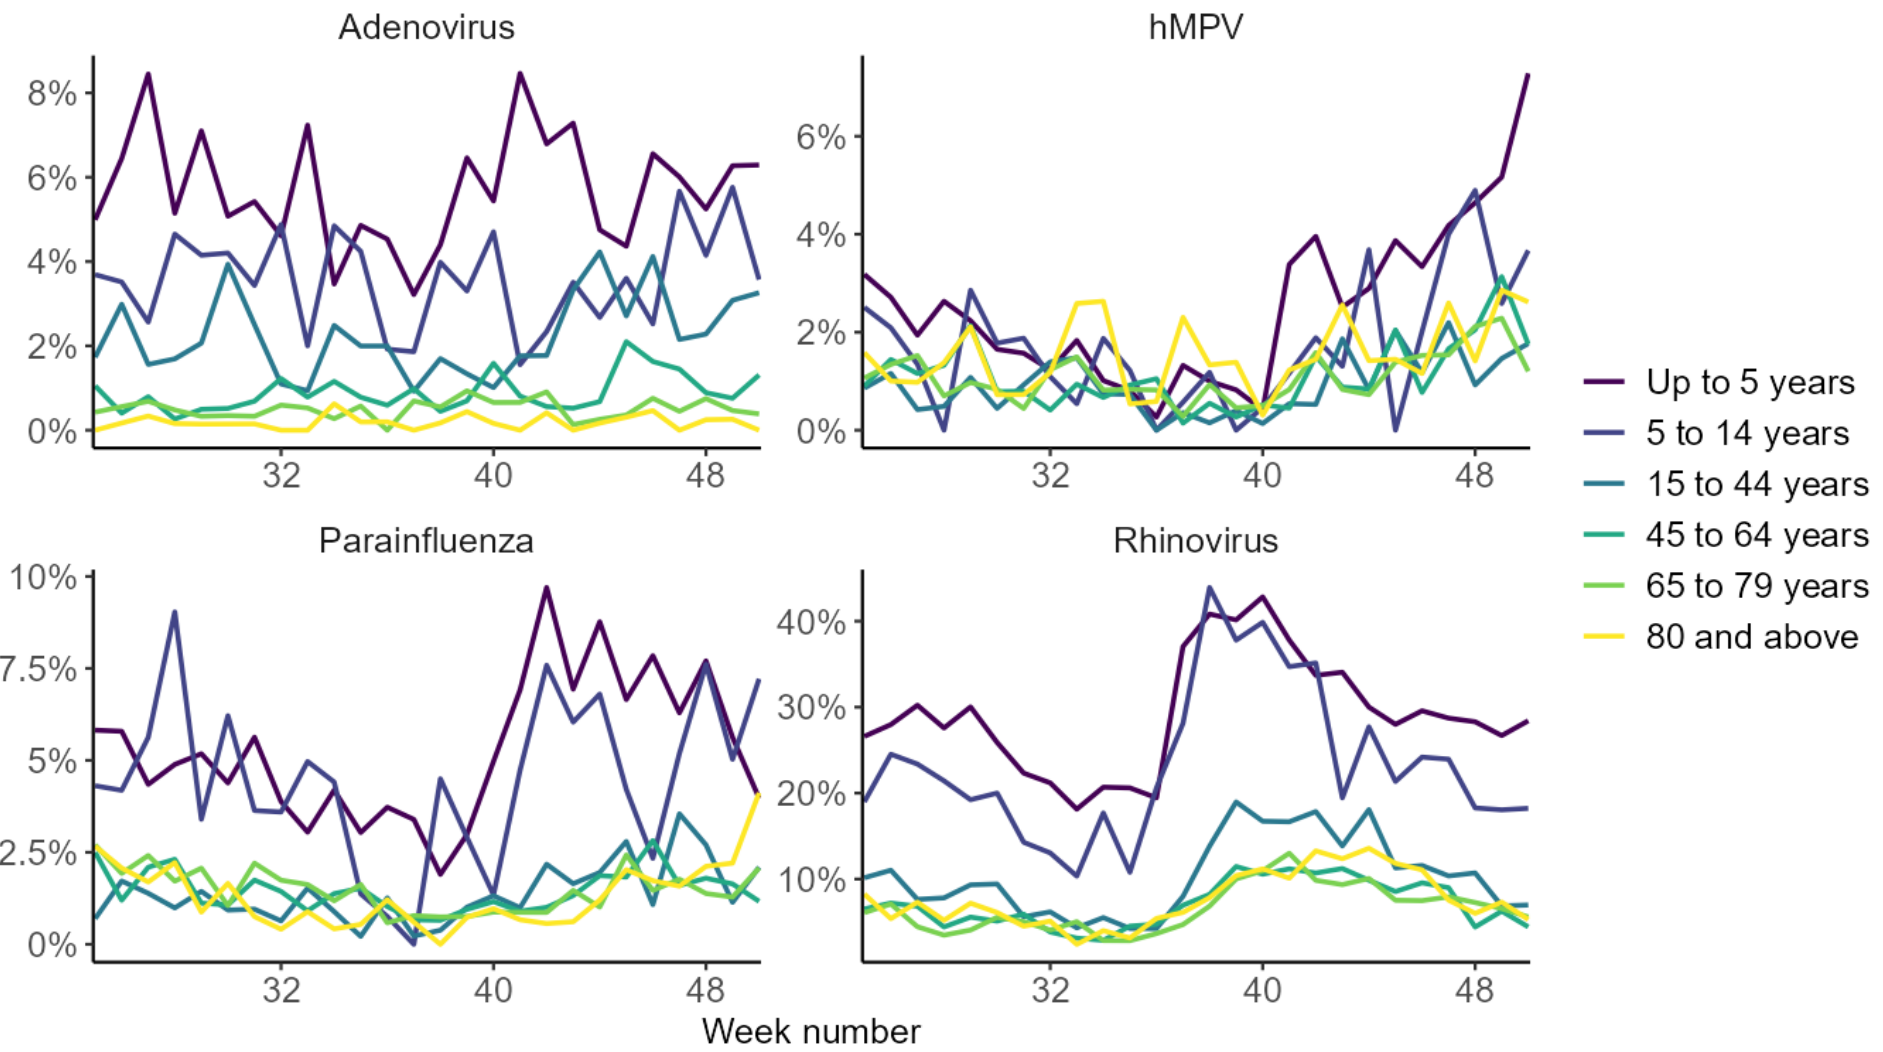 Adenovirus
hMPV
8%
6%
4%
2%
0%
32
40
48
6%
4%
2%
0%
32
40
48
Parainfluenza
Rhinovirus
10%
7.5%
5%
2.5%
0%
32
40
48
40%
30%
20%
10%
32
40
48
Week number
Up to 5 years
5 to 14 years
15 to 44 years
45 to 64 years
65 to 79 years
80 and above